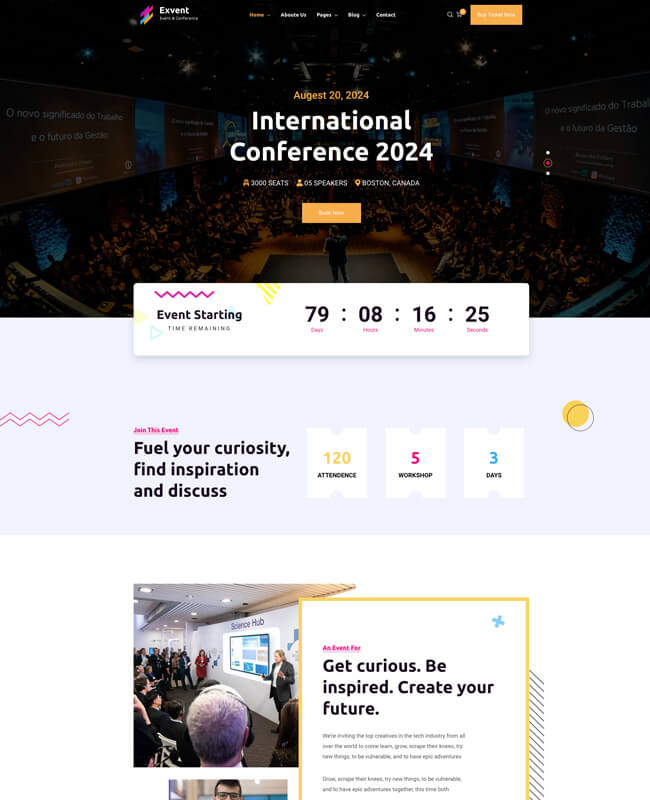 Exvent
Event & Conference
Home
Aboute Us
Pages
Blog
Contact
Buy Ticket Now
O novo significado do Trabalho
e o futuro da Gestão
O novo significado do Trabalho
e o futuro da Gestão
August 20, 2024
International
Conference 2024
3000 SEATS
05 SPEAKERS
BOSTON, CANADA
Book Now
Event Starting
TIME REMAINING
79 : 08 : 16 : 25
Days Hours Minutes Seconds
Join This Event
Fuel your curiosity,
find inspiration
and discuss
120
ATTENDENCE
5
WORKSHOP
3
DAYS
Science Hub
An Event For
Get curious. Be
inspired. Create your
future.
We're inviting the top creatives in the tech industry from all
over the world to come learn, grow, scrape their knees, try
new things, to be vulnerable, and to have epic adventures
Grow, scrape their knees, try new things, to be vulnerable,
and to have epic adventures together, this time both